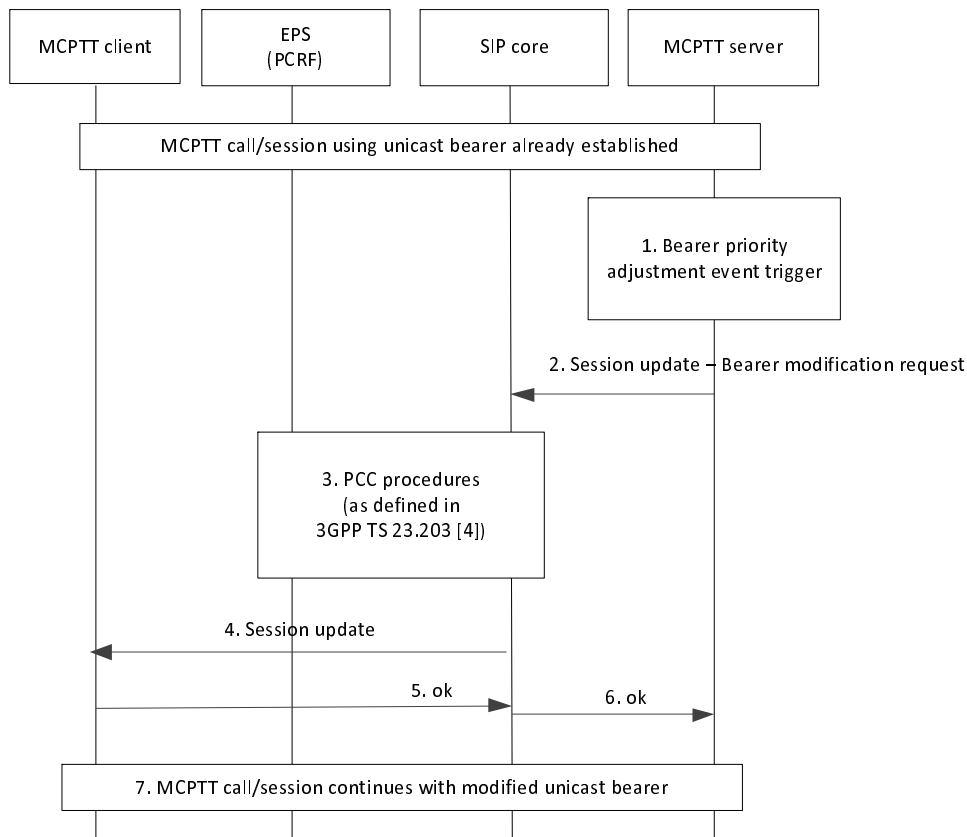 MCPTT client
EPS
(PCRF)
SIP core
MCPTT server
MCPTT call/session using unicast bearer already established
1. Bearer priority
adjustment event trigger
2. Session update – Bearer modification request
3. PCC procedures
(as defined in
3GPP TS 23.203 [4])
4. Session update
5. ok
6. ok
7. MCPTT call/session continues with modified unicast bearer